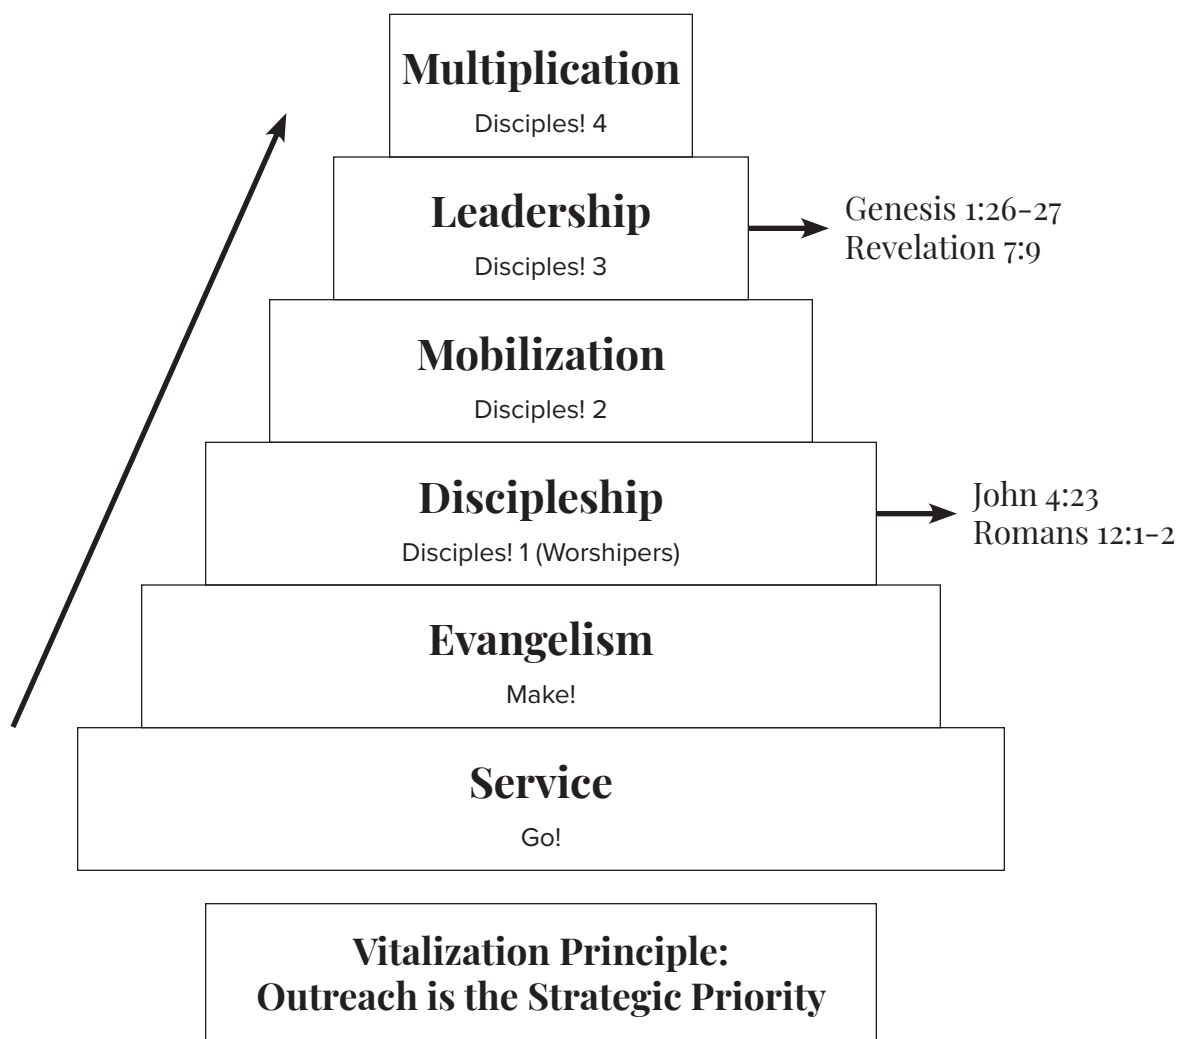 Multiplication
Disciples! 4
Leadership
Disciples! 3
Genesis 1:26-27
Revelation 7:9
Mobilization
Disciples! 2
Discipleship
Disciples! 1 (Worshipers)
John 4:23
Romans 12:1-2
Evangelism
Make!
Service
Go!
Vitalization Principle:
Outreach is the Strategic Priority